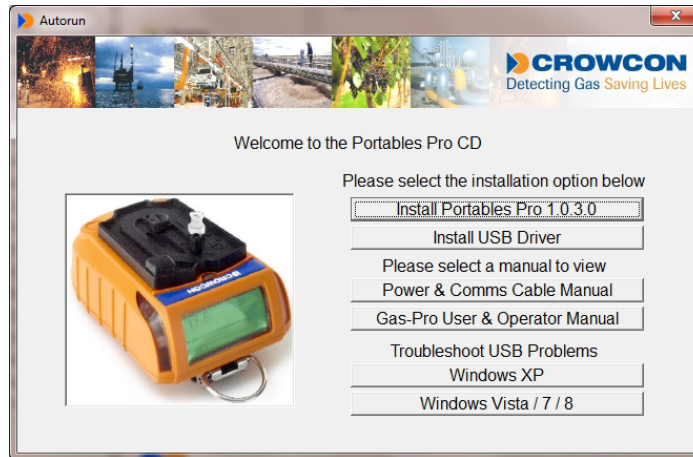 Autorun
CROWCON
Detecting Gas Saving Lives
Welcome to the Portables Pro CD
Please select the installation option below
Install Portables Pro 1.0.3.0
Install USB Driver
Please select a manual to view
Power & Comms Cable Manual
Gas-Pro User & Operator Manual
Troubleshoot USB Problems
Windows XP
Windows Vista / 7 / 8
CROWCON